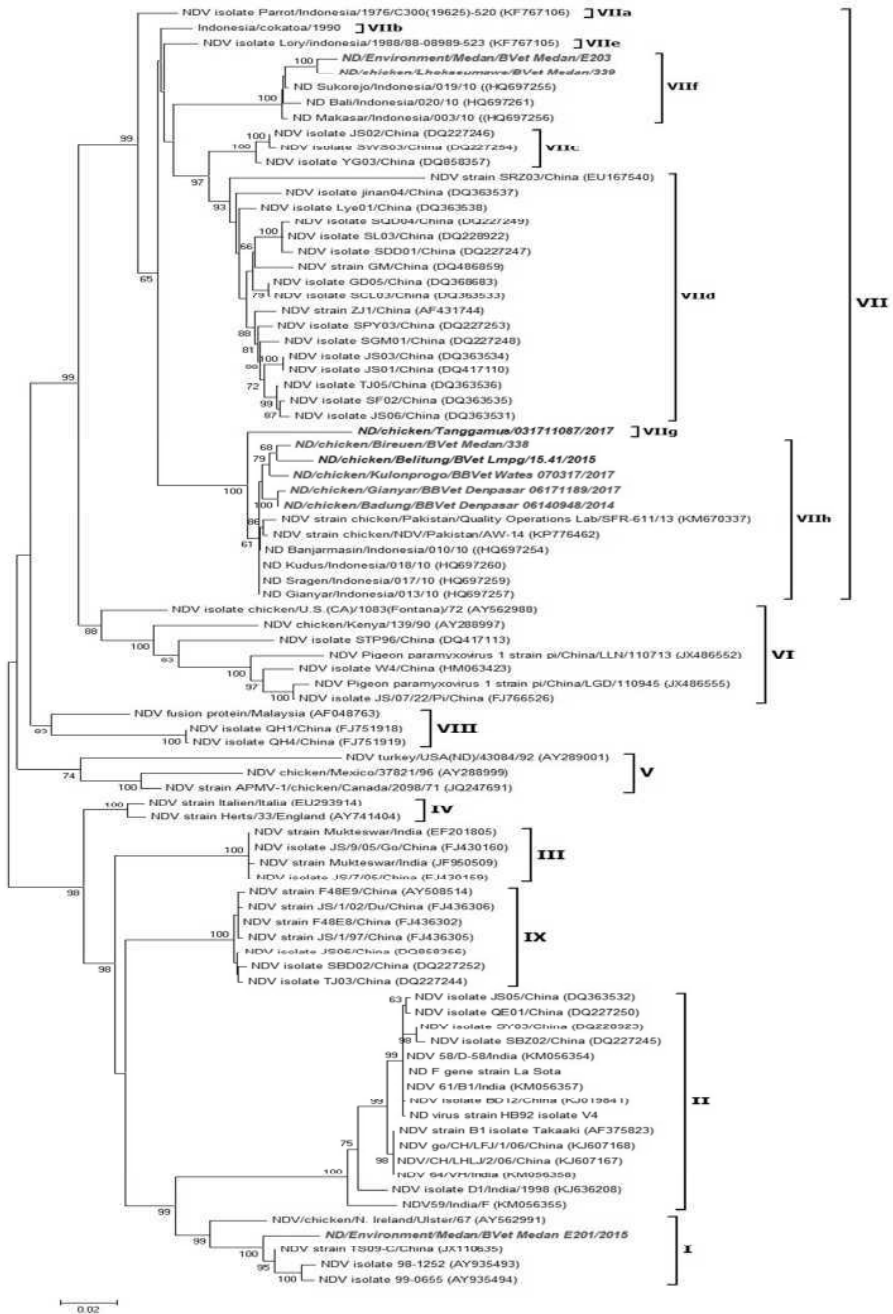 NDV isolate Parrot/Indonesia/1976/C300(19625)-520 (KF767106)
VIIa
Indonesia/cokatoa/1990
VIIb
NDV isolate Lory/indonesia/1988/88-08989-523 (KF767105)
VIIe
ND/Environment/Medan/BVet Medan/E203
100
ND/chicken/Lhokseumawe/BVet Medan/339
ND Sukorejo/Indonesia/019/10 ((HQ697255)
VIIf
100
ND Bali/Indonesia/020/10 (HQ697261)
ND Makasar/Indonesia/003/10 ((HQ697256)
NDV isolate JS02/China (DQ227246)
100
99
NDV isolate SWS03/China (DQ227254)
VIIc
100
NDV isolate YG03/China (DQ858357)
97
NDV strain SRZ03/China (EU167540)
NDV isolate jinan04/China (DQ363537)
93
NDV isolate Lye01/China (DQ363538)
NDV isolate SQD04/China (DQ227249)
NDV isolate SL03/China (DQ228922)
100
66
NDV isolate SDD01/China (DQ227247)
NDV strain GM/China (DQ486859)
65
NDV isolate GD05/China (DQ368683)
79
NDV isolate SCL03/China (DQ363533)
VIId
VII
NDV strain ZJ1/China (AF431744)
NDV isolate SPY03/China (DQ227253)
88
NDV isolate SGM01/China (DQ227248)
81
NDV isolate JS03/China (DQ363534)
100
NDV isolate JS01/China (DQ417110)
99
72
NDV isolate TJ05/China (DQ363536)
99
NDV isolate SF02/China (DQ363535)
87
NDV isolate JS06/China (DQ363531)
ND/chicken/Tanggamus/031711087/2017
VIIg
68
ND/chicken/Bireuen/BVet Medan/338
79
ND/chicken/Belitung/BVet Lmpg/15.41/2015
ND/chicken/Kulonprogo/BBVet Wates 070317/2017
100
ND/chicken/Gianyar/BBVet Denpasar 06171189/2017
100
ND/chicken/Badung/BBVet Denpasar 06140948/2014
86
NDV strain chicken/Pakistan/Quality Operations Lab/SFR-611/13 (KM670337)
VIIh
NDV strain chicken/NDV/Pakistan/AW-14 (KP776462)
61
ND Banjarmasin/Indonesia/010/10 ((HQ697254)
ND Kudus/Indonesia/018/10 (HQ697260)
ND Sragen/Indonesia/017/10 (HQ697259)
ND Gianyar/Indonesia/013/10 (HQ697257)
NDV isolate chicken/U.S.(CA)/1083(Fontana)/72 (AY562988)
88
NDV chicken/Kenya/139/90 (AY288997)
100
NDV isolate STP96/China (DQ417113)
NDV Pigeon paramyxovirus 1 strain pi/China/LLN/110713 (JX486552)
VI
100
NDV isolate W4/China (HM063423)
97
NDV Pigeon paramyxovirus 1 strain pi/China/LGD/110945 (JX486555)
100
NDV isolate JS/07/22/Pi/China (FJ766526)
NDV fusion protein/Malaysia (AF048763)
NDV isolate QH1/China (FJ751918)
VIII
100
NDV isolate QH4/China (FJ751919)
NDV turkey/USA(ND)/43084/92 (AY289001)
74
NDV chicken/Mexico/37821/96 (AY288999)
V
100
NDV strain APMV-1/chicken/Canada/2098/71 (JQ247691)
NDV strain Italien/Italia (EU293914)
100
IV
NDV strain Herts/33/England (AY741404)
NDV strain Mukteswar/India (EF201805)
NDV isolate JS/9/05/Go/China (FJ430160)
100
III
NDV strain Mukteswar/India (JF950509)
98
NDV isolate JS/7/05/China (FJ430159)
NDV strain F48E9/China (AY508514)
NDV strain JS/1/02/Du/China (FJ436306)
NDV strain F48E8/China (FJ436302)
100
NDV strain JS/1/97/China (FJ436305)
IX
98
NDV isolate JS06/China (DQ858356)
NDV isolate SBD02/China (DQ227252)
NDV isolate TJ03/China (DQ227244)
63
NDV isolate JS05/China (DQ363532)
NDV isolate QE01/China (DQ227250)
98
NDV isolate SBZ02/China (DQ227245)
99
NDV 58/D-58/India (KM056354)
ND F gene strain La Sota
NDV 61/B1/India (KM056357)
II
99
NDV isolate BD12/China (KJ019841)
ND virus strain HB92 isolate V4
NDV strain B1 isolate Takaaki (AF375823)
75
NDV go/CH/LFJ/1/06/China (KJ607168)
98
NDV/CH/LHLJ/2/06/China (KJ607167)
100
NDV 64/VH/India (KM056358)
NDV isolate D1/India/1998 (KJ636208)
99
NDV59/India/F (KM056355)
NDV/chicken/N. Ireland/Ulster/67 (AY562991)
99
ND/Environment/Medan/BVet Medan E201/2015
100
NDV strain TS09-C/China (JX110635)
I
95
NDV isolate 98-1252 (AY935493)
100
NDV isolate 99-0655 (AY935494)
0.02